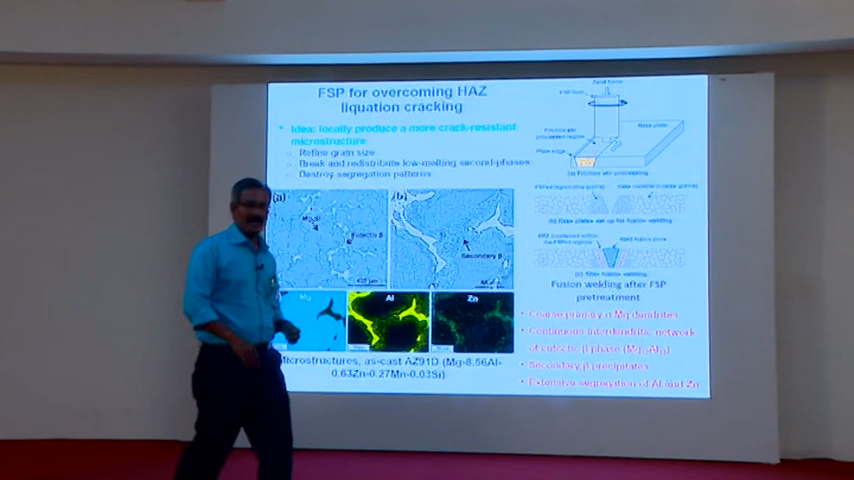 FSP for overcoming HAZ
liquation cracking
• Idea: locally produce a more crack-resistant
microstructure
○ Refine grain size
○ Break and redistribute low-melting second-phases
○ Destroy segregation patterns
(a)
Mg₂Si
Eutectic β
(b)
Secondary β
Mg
Al
Zn
Microstructures, as-cast AZ91D (Mg-8.56Al-
0.63Zn-0.27Mn-0.03Si)
FSP tool
Friction stir
processed region
Base plate
Plate edge
(a) Friction stir processing
(b) Base plates set-up for fusion welding
(c) After fusion welding
Fusion welding after FSP
pretreatment
• Coarse primary α Mg dendrites
• Continuous interdendritic network
of eutectic β phase (Mg₁₇Al₁₂)
• Secondary β precipitates
• Extensive segregation of Al and Zn